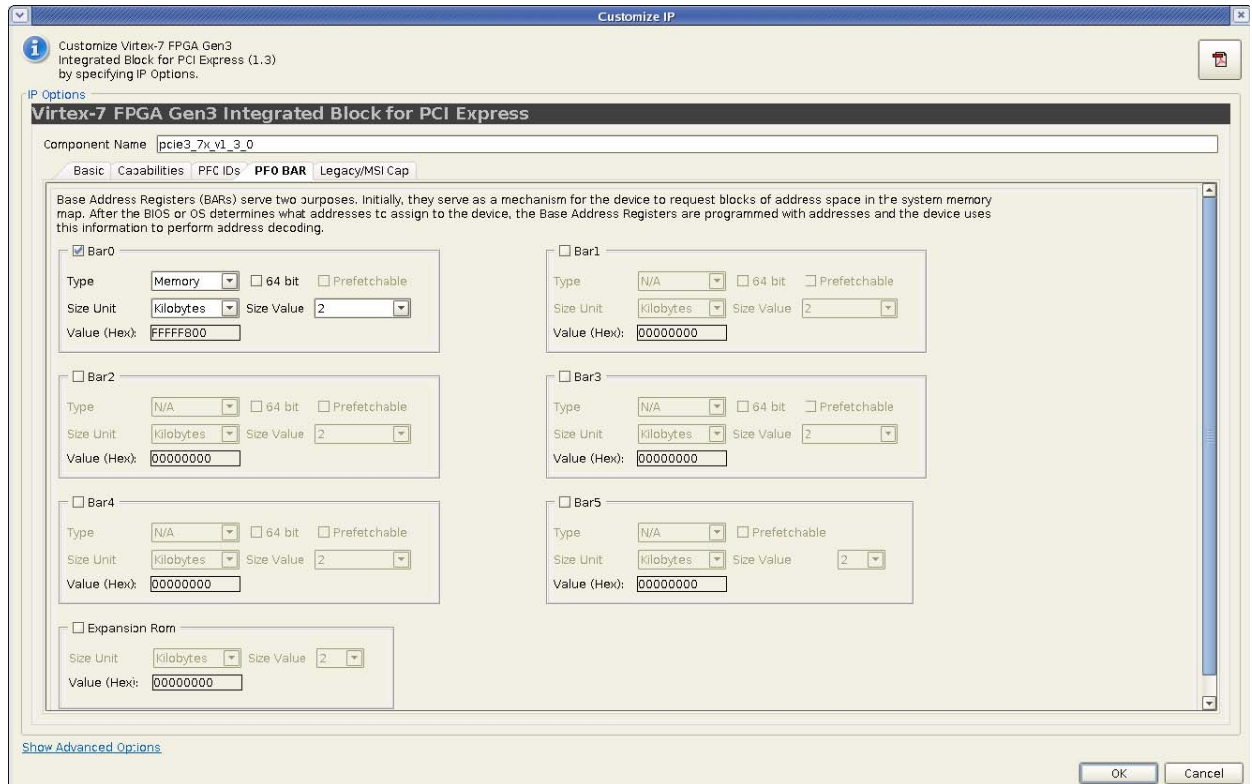 Customize IP
Customize Virtex-7 FPGA Gen3
Integrated Block for PCI Express (1.3)
by specifying IP Options.
IP Options
Virtex-7 FPGA Gen3 Integrated Block for PCI Express
Component Name pcie3_7x_v1_3_0
Basic Capabilities PF0 IDs PF0 BAR Legacy/MSI Cap
Base Address Registers (BARs) serve two purposes. Initially, they serve as a mechanism for the device to request blocks of address space in the system memory
map. After the BIOS or OS determines what addresses to assign to the device, the Base Address Registers are programmed with addresses and the device uses
this information to perform address decoding.
Bar0
Type Memory 64 bit Prefetchable
Size Unit Kilobytes Size Value 2
Value (Hex): FFFFF800
Bar1
Type N/A 64 bit Prefetchable
Size Unit Kilobytes Size Value 2
Value (Hex): 00000000
Bar2
Type N/A 64 bit Prefetchable
Size Unit Kilobytes Size Value 2
Value (Hex): 00000000
Bar3
Type N/A 64 bit Prefetchable
Size Unit Kilobytes Size Value 2
Value (Hex): 00000000
Bar4
Type N/A 64 bit Prefetchable
Size Unit Kilobytes Size Value 2
Value (Hex): 00000000
Bar5
Type N/A Prefetchable
Size Unit Kilobytes Size Value 2
Value (Hex): 00000000
Expansion Rom
Size Unit Kilobytes Size Value 2
Value (Hex): 00000000
Show Advanced Options
OK Cancel